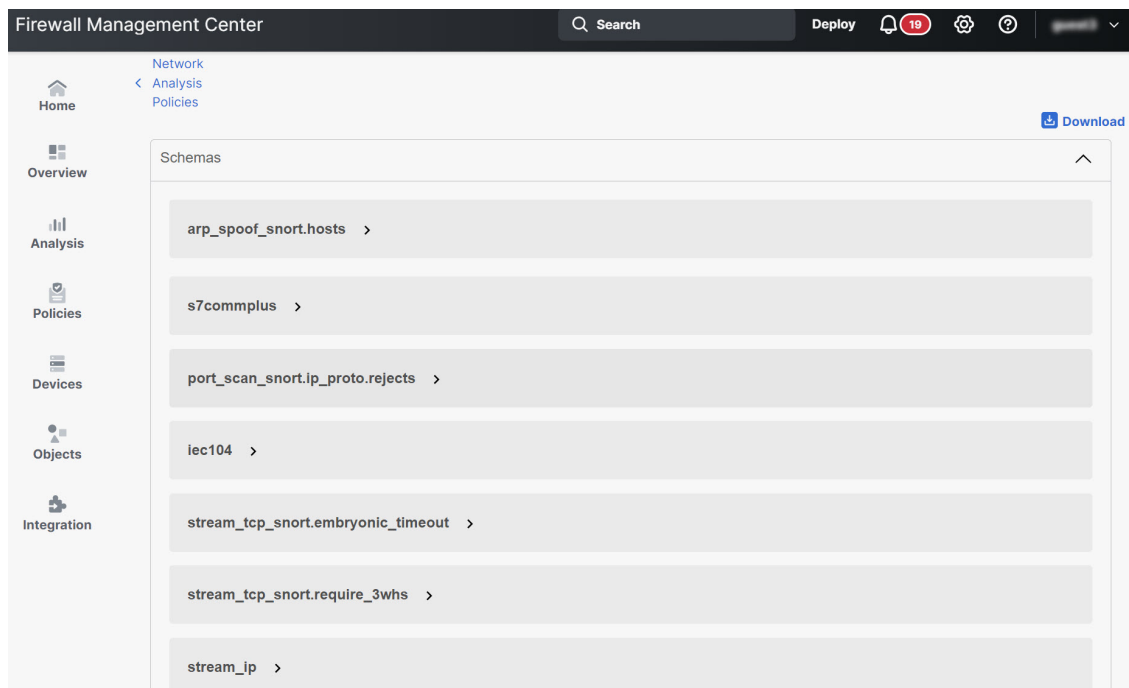 Firewall Management Center
Search
Deploy
19
Network
Analysis
Policies
Home
Download
Schemas
Overview
arp_spoof_snort.hosts
Analysis
s7commplus
Policies
port_scan_snort.ip_proto.rejects
Devices
iec104
Objects
stream_tcp_snort.embryonic_timeout
Integration
stream_tcp_snort.require_3whs
stream_ip